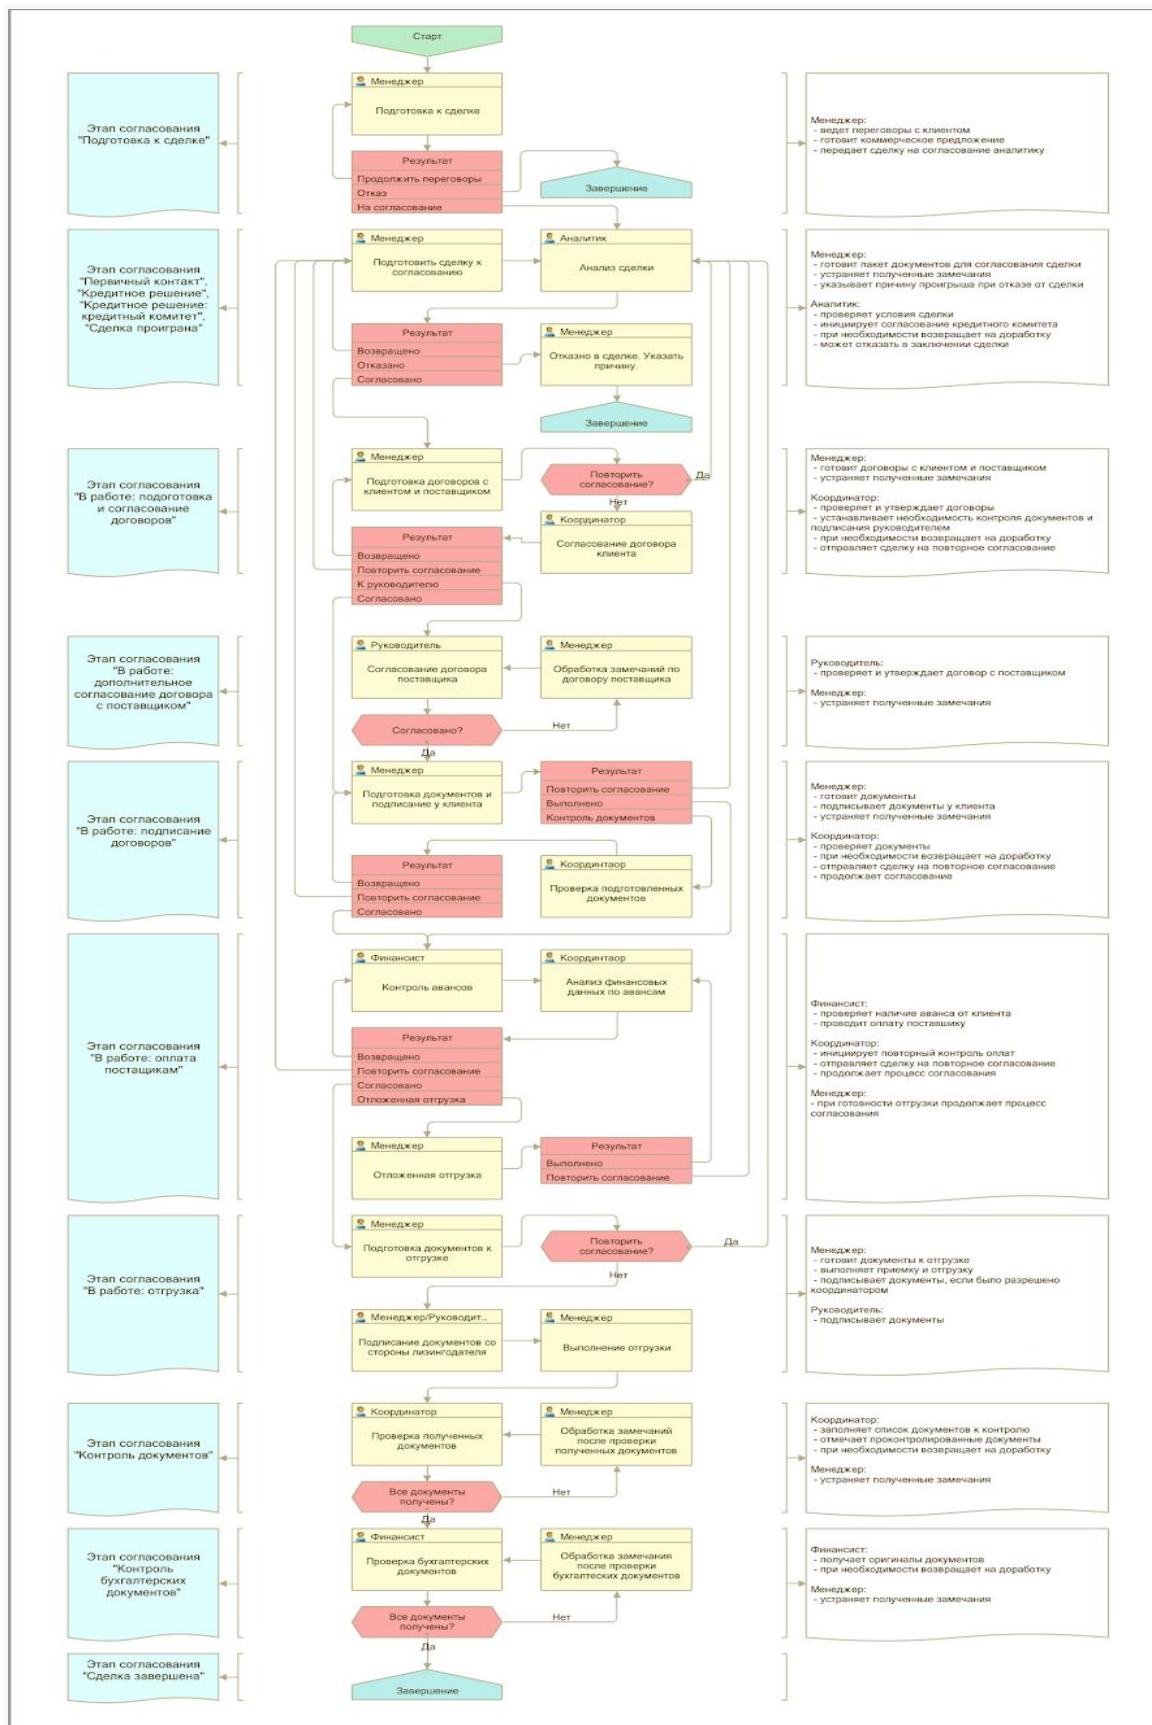 Старт
Этап согласования
"Подготовка к сделке"
Менеджер
Подготовка к сделке
Результат
Продолжить переговоры
Отказ
На согласование
Завершение
Менеджер:
- ведет переговоры с клиентом
- готовит коммерческое предложение
- передает сделку на согласование аналитику
Этап согласования
"Первичный контакт",
"Кредитное решение",
"Кредитное решение:
кредитный комитет",
"Сделка проиграна"
Менеджер
Подготовить сделку к
согласованию
Аналитик
Анализ сделки
Результат
Возвращено
Отказано
Согласовано
Менеджер
Отказно в сделке. Указать
причину.
Завершение
Менеджер:
- готовит пакет документов для согласования сделки
- устраняет полученные замечания
- указывает причину проигрыша при отказе от сделки
Аналитик:
- проверяет условия сделки
- инициирует согласование кредитного комитета
- при необходимости возвращает на доработку
- может отказать в заключении сделки
Этап согласования
"В работе: подоготовка
и согласование
договоров"
Менеджер
Подготовка договоров с
клиентом и поставщиком
Повторить
согласование?
Да
Нет
Координатор
Согласование договора
клиента
Результат
Возвращено
Повторить согласование
К руководителю
Согласовано
Менеджер:
- готовит договоры с клиентом и поставщиком
- устраняет полученные замечания
Координатор:
- проверяет и утверждает договоры
- устанавливает необходимость контроля документов и
подписания руководителем
- при необходимости возвращает на доработку
- отправляет сделку на повторное согласование
Этап согласования
"В работе:
дополнительное
согласование договора
с поставщиком"
Руководитель
Согласование договора
поставщика
Менеджер
Обработка замечаний по
договору поставщика
Согласовано?
Нет
Да
Руководитель:
- проверяет и утверждает договор с поставщиком
Менеджер:
- устраняет полученные замечания
Этап согласования
"В работе: подписание
договоров"
Менеджер
Подготовка документов и
подписание у клиента
Результат
Повторить согласование
Выполнено
Контроль документов
Результат
Возвращено
Повторить согласование
Согласовано
Координтаор
Проверка подготовленных
документов
Менеджер:
- готовит документы
- подписывает документы у клиента
- устраняет полученные замечания
Координатор:
- проверяет документы
- при необходимости возвращает на доработку
- отправляет сделку на повторное согласование
- продолжает согласование
Этап согласования
"В работе: оплата
постащикам"
Финансист
Контроль авансов
Координтаор
Анализ финансовых
данных по авансам
Результат
Возвращено
Повторить согласование
Согласовано
Отложенная отгрузка
Менеджер
Отложенная отгрузка
Результат
Выполнено
Повторить согласование
Финансист:
- проверяет наличие аванса от клиента
- проводит оплату поставшику
Координатор:
- инициирует повторный контроль оплат
- отправляет сделку на повторное согласование
- продолжает процесс согласования
Менеджер:
- при готовности отгрузки продолжает процесс
согласования
Этап согласования
"В работе: отгрузка"
Менеджер
Подготовка документов к
отгрузке
Повторить
согласование?
Да
Нет
Менеджер/Руководит...
Подписание документов со
стороны лизингодателя
Менеджер
Выполнение отгрузки
Менеджер:
- готовит документы к отгрузке
- выполняет приемку и отгрузку
- подписывает документы, если было разрешено
координатором
Руководитель:
- подписывает документы
Этап согласования
"Контроль документов"
Координатор
Проверка полученных
документов
Менеджер
Обработка замечаний
после проверки
полученных документов
Все документы
получены?
Нет
Да
Координатор:
- заполняет список документов к контролю
- отмечает проконтролированные документы
- при необходимости возвращает на доработку
Менеджер:
- устраняет полученные замечания
Этап согласования
"Контроль
бухгалтерских
документов"
Финансист
Проверка бухгалтерских
документов
Менеджер
Обработка замечания
после проверки
бухгалтеских документов
Все документы
получены?
Нет
Да
Финансист:
- получает оригиналы документов
- при необходимости возвращает на доработку
Менеджер:
- устраняет полученные замечания
Этап согласования
"Сделка завершена"
Завершение